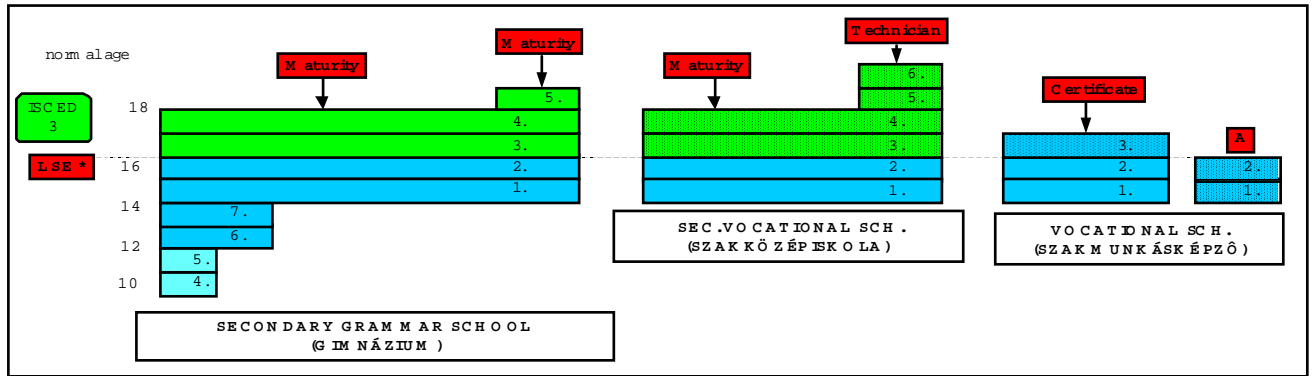 normal age
Maturity
Maturity
Maturity
Technician
Certificate
A
ISCED
3
LSE *
18
16
14
12
10
5.
4.
3.
2.
1.
7.
6.
5.
4.
SECONDARY GRAMMAR SCHOOL
(GIMNÁZIUM)
6.
5.
4.
3.
2.
1.
SEC.VOCATIONAL SCH.
(SZAKKÖZÉPISKOLA)
3.
2.
1.
2.
1.
VOCATIONAL SCH.
(SZAKMUNKÁSKÉPZÔ)